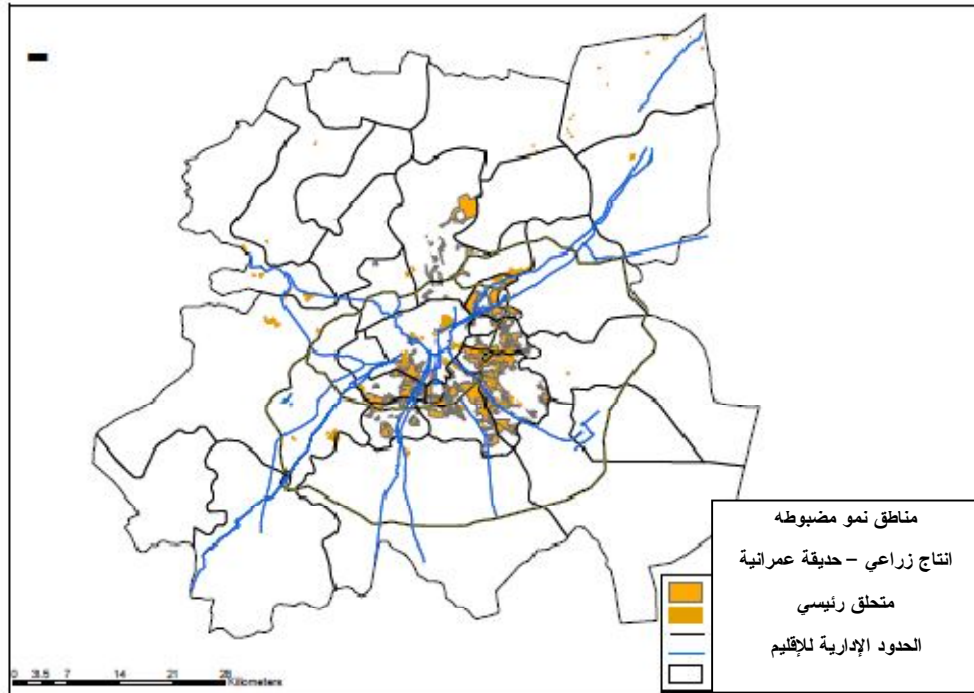 مناطق نمو مضبوطه
انتاج زراعي – حديقة عمرانية
متحلق رئيسي
الحدود الإدارية للإقليم
0 3.5 7 14 21 28
Kilometers